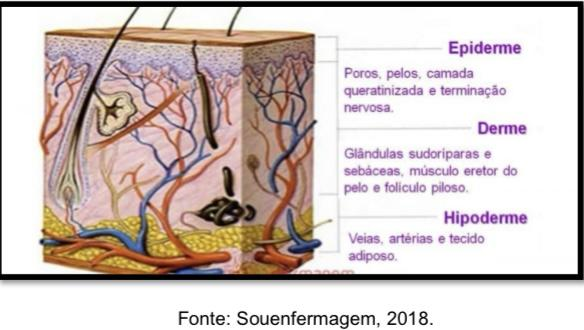 Epiderme
Poros, pelos, camada
queratinizada e terminação
nervosa.
Derme
Glândulas sudoríparas e
sebáceas, músculo eretor do
pelo e folículo piloso.
Hipoderme
Veias, artérias e tecido
adiposo.
Fonte: Souenfermagem, 2018.